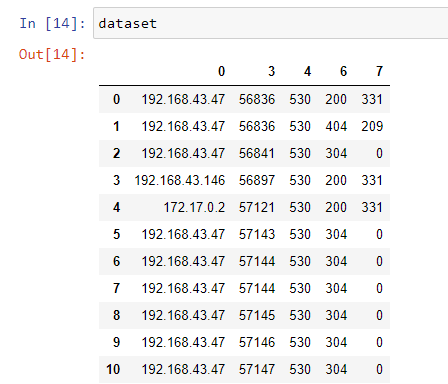 In [14]: dataset
Out[14]:
0 3 4 6 7
0 192.168.43.47 56836 530 200 331
1 192.168.43.47 56836 530 404 209
2 192.168.43.47 56841 530 304 0
3 192.168.43.146 56897 530 200 331
4 172.17.0.2 57121 530 200 331
5 192.168.43.47 57143 530 304 0
6 192.168.43.47 57144 530 304 0
7 192.168.43.47 57144 530 304 0
8 192.168.43.47 57145 530 304 0
9 192.168.43.47 57146 530 304 0
10 192.168.43.47 57147 530 304 0